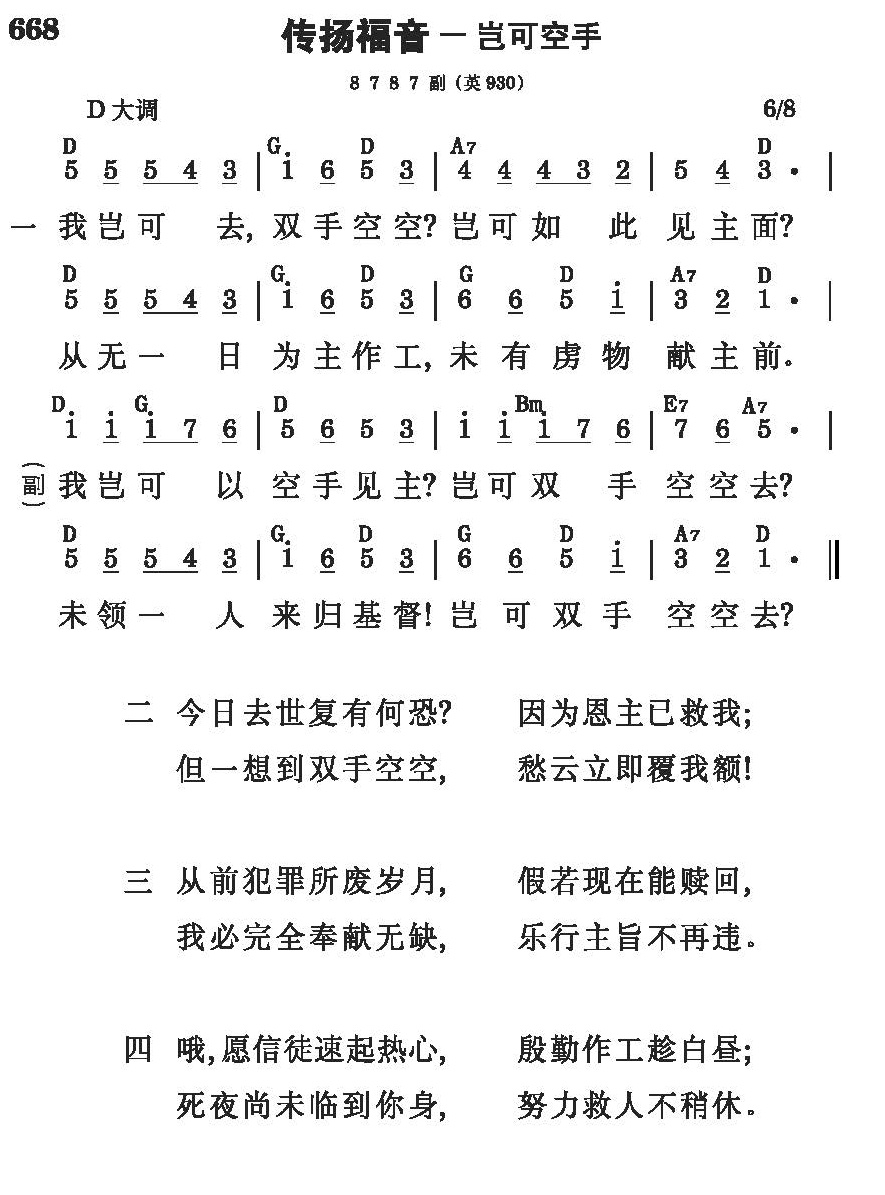 668
传扬福音 — 岂可空手
8 7 8 7 副（英930）
D大调 6/8
D G D A7 D
5 5 5 4 3 | i 6 5 3 | 4 4 4 3 2 | 5 4 3 · |
一 我岂可 去, 双手空空? 岂可如 此 见主面?
D G D G D A7 D
5 5 5 4 3 | i 6 5 3 | 6 6 5 i | 3 2 1 · |
从无一 日 为主作工, 未有虏物 献主前。
D G D Bm E7 A7
i i i 7 6 | 5 6 5 3 | i i i 7 6 | 7 6 5 · |
(副) 我岂可 以 空手见主? 岂可双 手 空空去?
D G D G D A7 D
5 5 5 4 3 | i 6 5 3 | 6 6 5 i | 3 2 1 · ‖
未领一 人 来归基督! 岂可双手 空空去?
二 今日去世复有何恐? 因为恩主已救我;
但一想到双手空空, 愁云立即覆我额!
三 从前犯罪所废岁月, 假若现在能赎回,
我必完全奉献无缺, 乐行主旨不再违。
四 哦,愿信徒速起热心, 殷勤作工趁白昼;
死夜尚未临到你身, 努力救人不稍休。